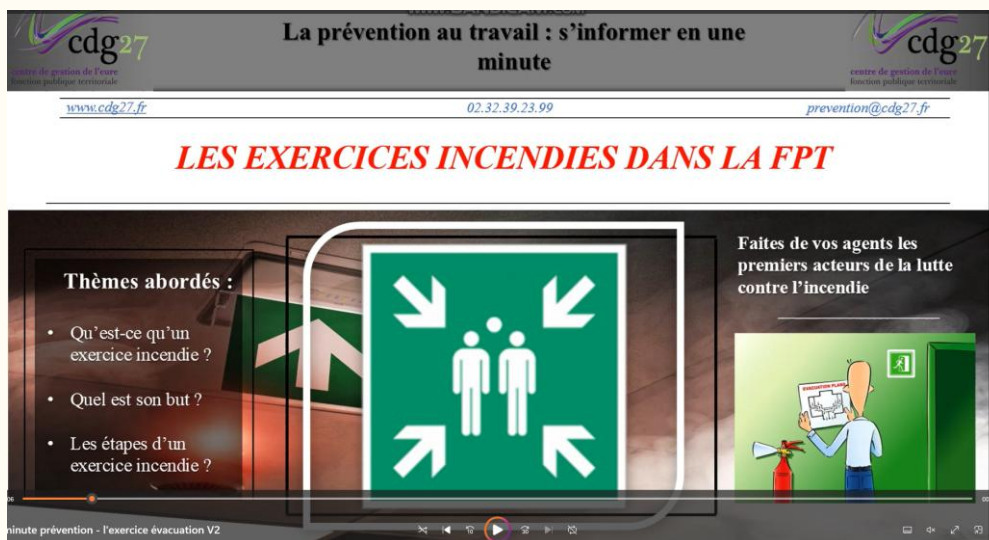 cdg27
centre de gestion de l'eure
fonction publique territoriale
La prévention au travail : s'informer en une
minute
cdg27
centre de gestion de l'eure
fonction publique territoriale
www.cdg27.fr
02.32.39.23.99
prevention@cdg27.fr
LES EXERCICES INCENDIES DANS LA FPT
Thèmes abordés :
• Qu'est-ce qu'un
exercice incendie ?
• Quel est son but ?
• Les étapes d'un
exercice incendie ?
Faites de vos agents les
premiers acteurs de la lutte
contre l'incendie
EVACUATION PLANS
minute prévention - l'exercice évacuation V2